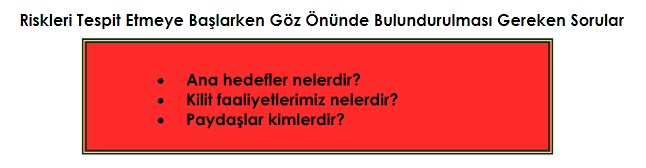 Riskleri Tespit Etmeye Başlarken Göz Önünde Bulundurulması Gereken Sorular
• Ana hedefler nelerdir?
• Kilit faaliyetlerimiz nelerdir?
• Paydaşlar kimlerdir?